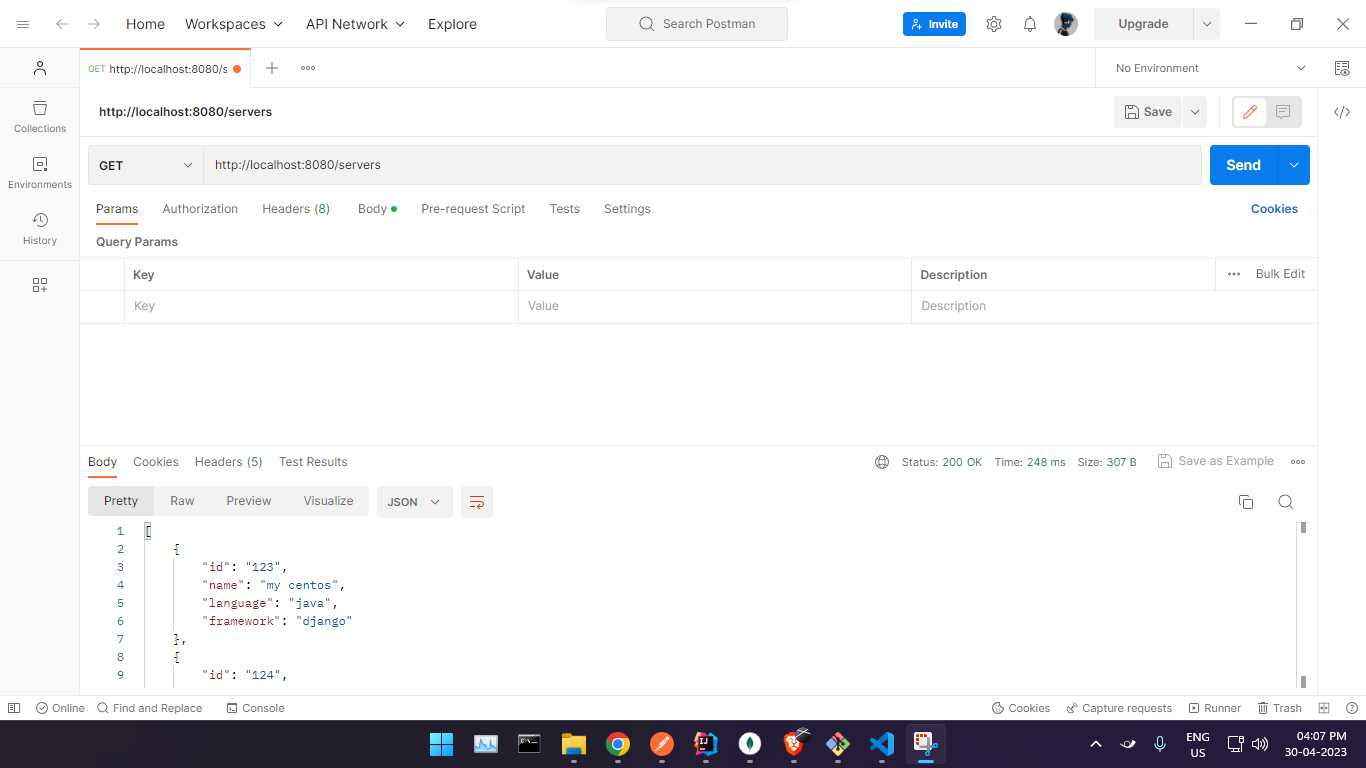 Home Workspaces API Network Explore Search Postman Invite Upgrade
GET http://localhost:8080/s No Environment
http://localhost:8080/servers Save
Collections
Environments
History
GET http://localhost:8080/servers Send
Params Authorization Headers (8) Body Pre-request Script Tests Settings Cookies
Query Params
Key Value Description Bulk Edit
Key Value Description
Body Cookies Headers (5) Test Results Status: 200 OK Time: 248 ms Size: 307 B Save as Example
Pretty Raw Preview Visualize JSON
1 [
2 {
3 "id": "123",
4 "name": "my centos",
5 "language": "java",
6 "framework": "django"
7 },
8 {
9 "id": "124",
Online Find and Replace Console Cookies Capture requests Runner Trash
ENG
US
04:07 PM
30-04-2023